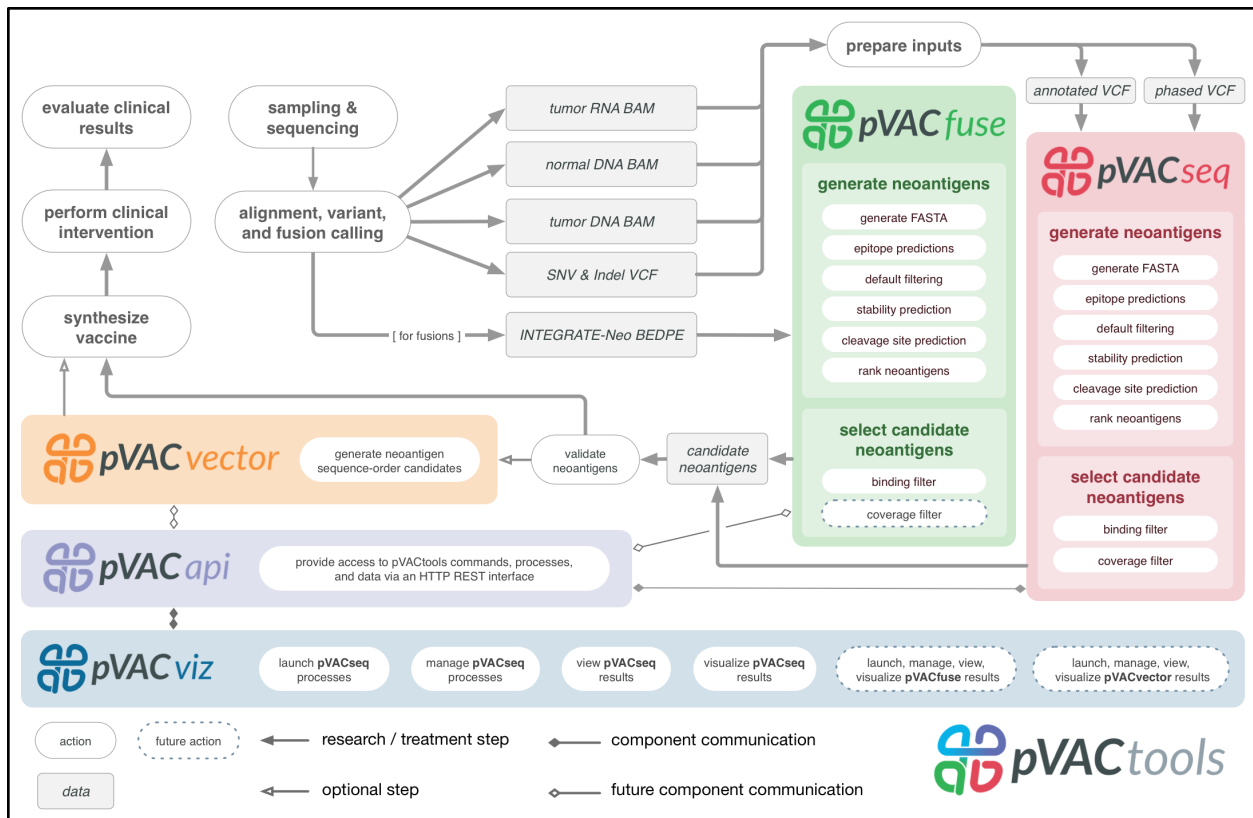 prepare inputs
evaluate clinical
results
sampling &
sequencing
tumor RNA BAM
annotated VCF
phased VCF
pVACfuse
normal DNA BAM
pVACseq
perform clinical
intervention
alignment, variant,
and fusion calling
tumor DNA BAM
SNV & Indel VCF
synthesize
vaccine
[ for fusions ]
INTEGRATE-Neo BEDPE
generate neoantigens
generate FASTA
epitope predictions
default filtering
stability prediction
cleavage site prediction
rank neoantigens
select candidate
neoantigens
binding filter
coverage filter
generate neoantigens
generate FASTA
epitope predictions
default filtering
stability prediction
cleavage site prediction
rank neoantigens
select candidate
neoantigens
binding filter
coverage filter
pVACvector
generate neoantigen
sequence-order candidates
validate
neoantigens
candidate
neoantigens
pVACapi
provide access to pVACtools commands, processes,
and data via an HTTP REST interface
pVACviz
launch pVACseq
processes
manage pVACseq
processes
view pVACseq
results
visualize pVACseq
results
launch, manage, view,
visualize pVACfuse results
launch, manage, view,
visualize pVACvector results
action
future action
research / treatment step
component communication
data
optional step
future component communication
pVACtools